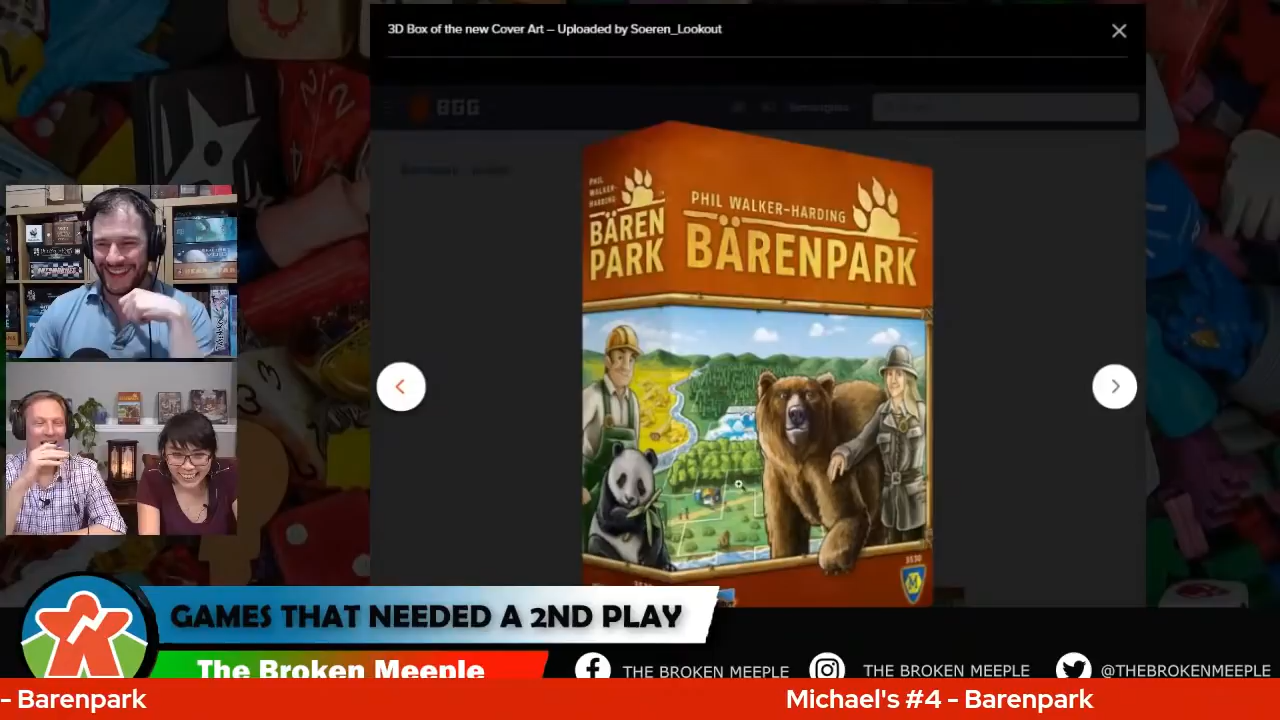 3D Box of the new Cover Art – Uploaded by Soeren_Lookout
BGG
PHIL
WALKER-
HARDING
BÄREN
PARK
PHIL WALKER-HARDING
BÄRENPARK
3530
M
GAMES THAT NEEDED A 2ND PLAY
The Broken Meeple
THE BROKEN MEEPLE
THE BROKEN MEEPLE
@THEBROKENMEEPLE
- Barenpark
Michael's #4 - Barenpark